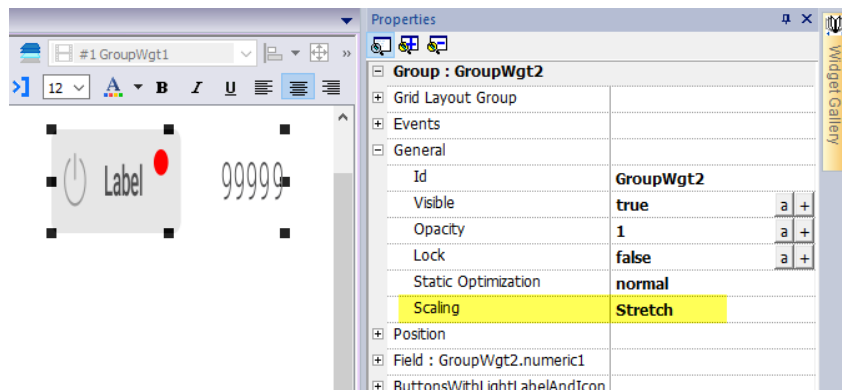 Properties
#1 GroupWgt1
»
12
A
B
I
U
Label
99999
Group : GroupWgt2
Grid Layout Group
Events
General
Id GroupWgt2
Visible true a +
Opacity 1 a +
Lock false a +
Static Optimization normal
Scaling Stretch
Position
Field : GroupWgt2.numeric1
ButtonsWithLightLabelAndIcon
Widget Gallery